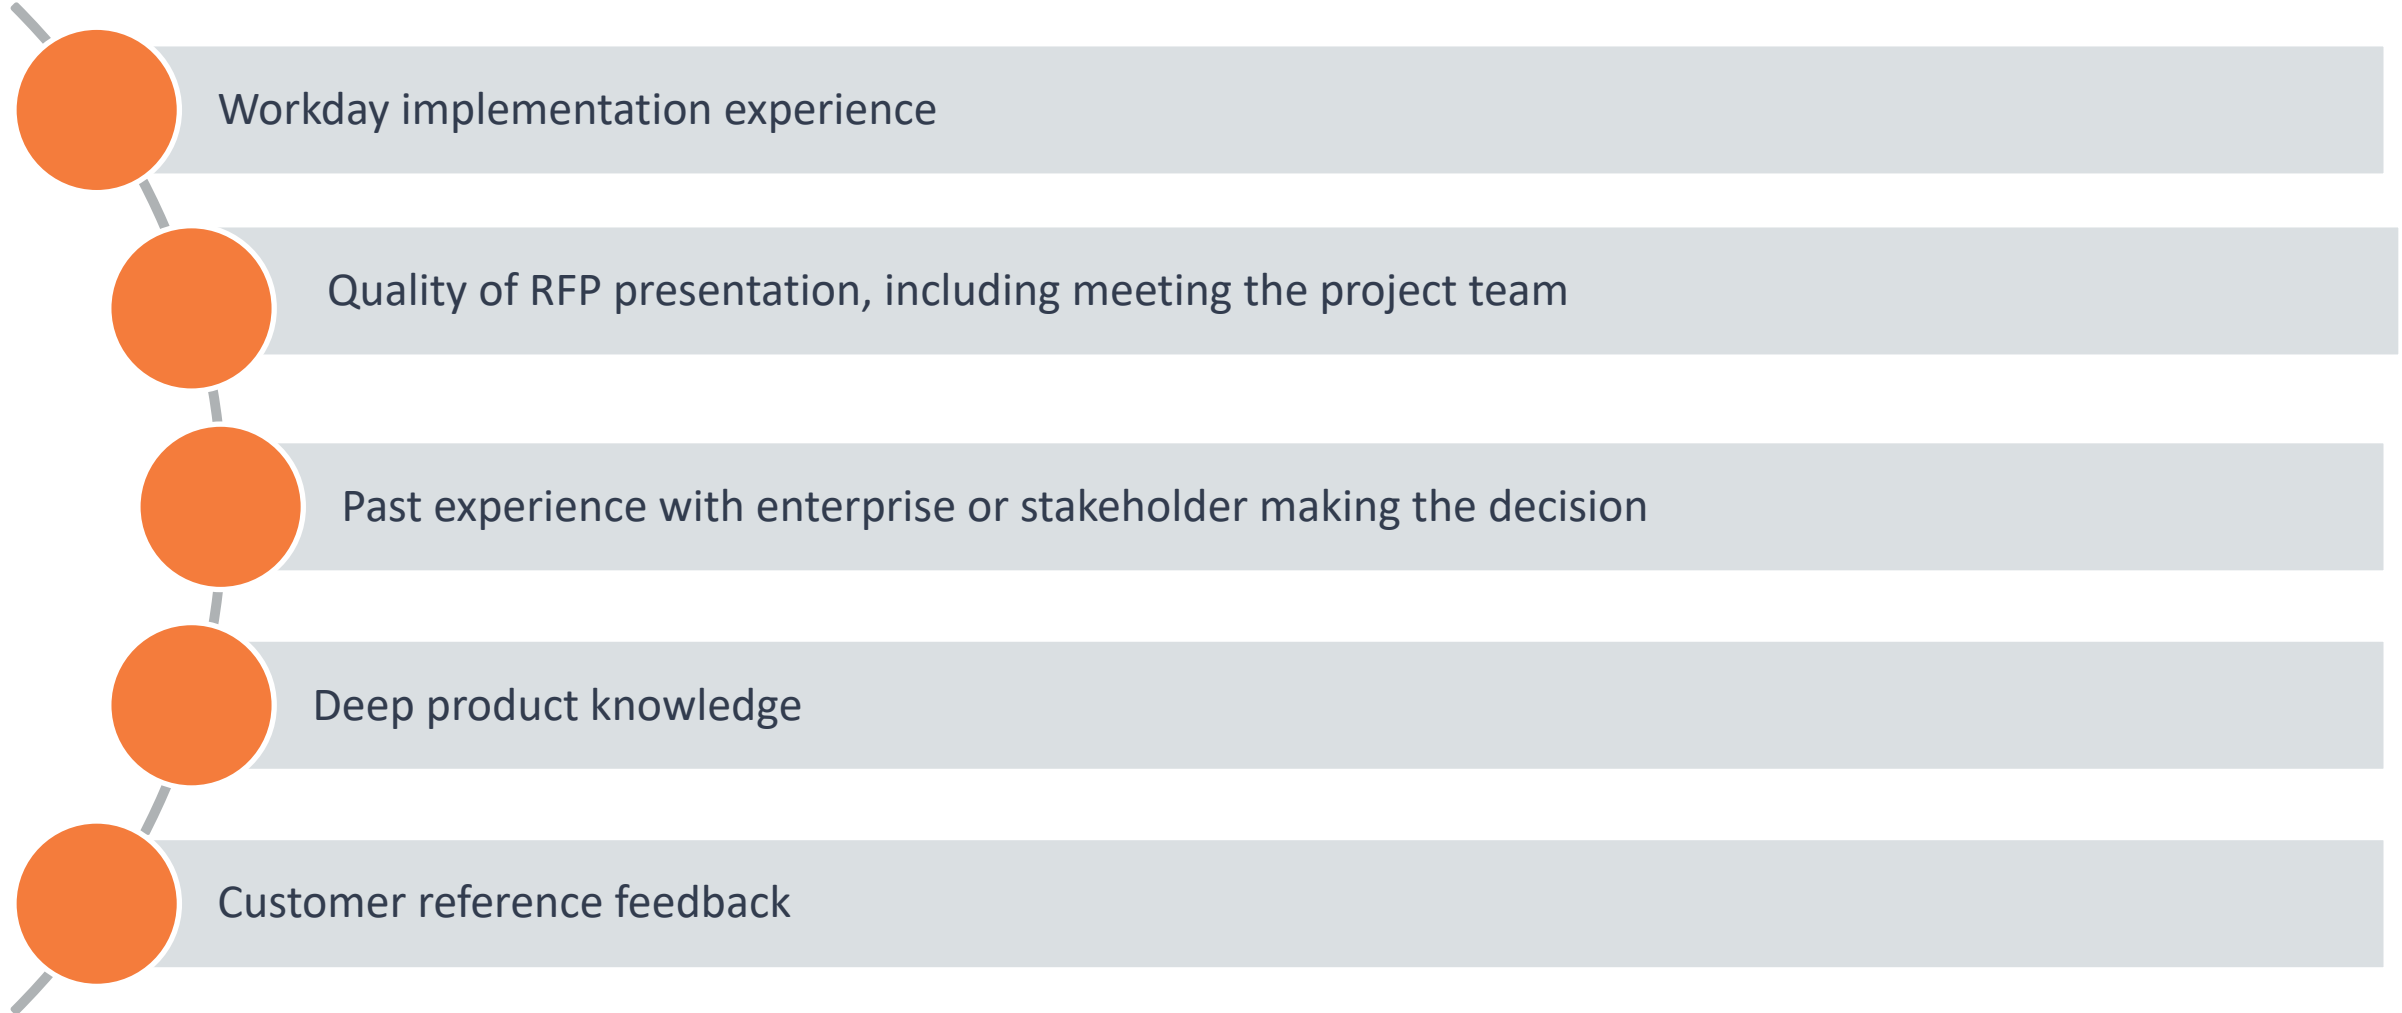 Workday implementation experience
Quality of RFP presentation, including meeting the project team
Past experience with enterprise or stakeholder making the decision
Deep product knowledge
Customer reference feedback